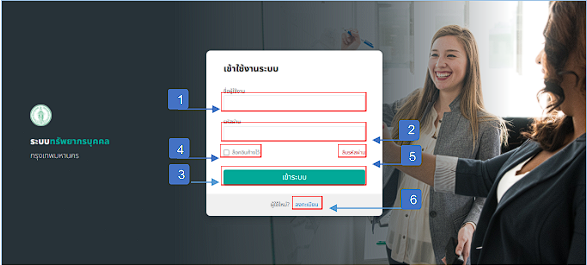 เข้าใช้งานระบบ
ชื่อผู้ใช้งาน
1
รหัสผ่าน
2
ระบบทรัพยากรบุคคล
กรุงเทพมหานคร
4
ลืมรหัสผ่าน
5
3
เข้าระบบ
ผู้ใช้ใหม่? ลงทะเบียน
6